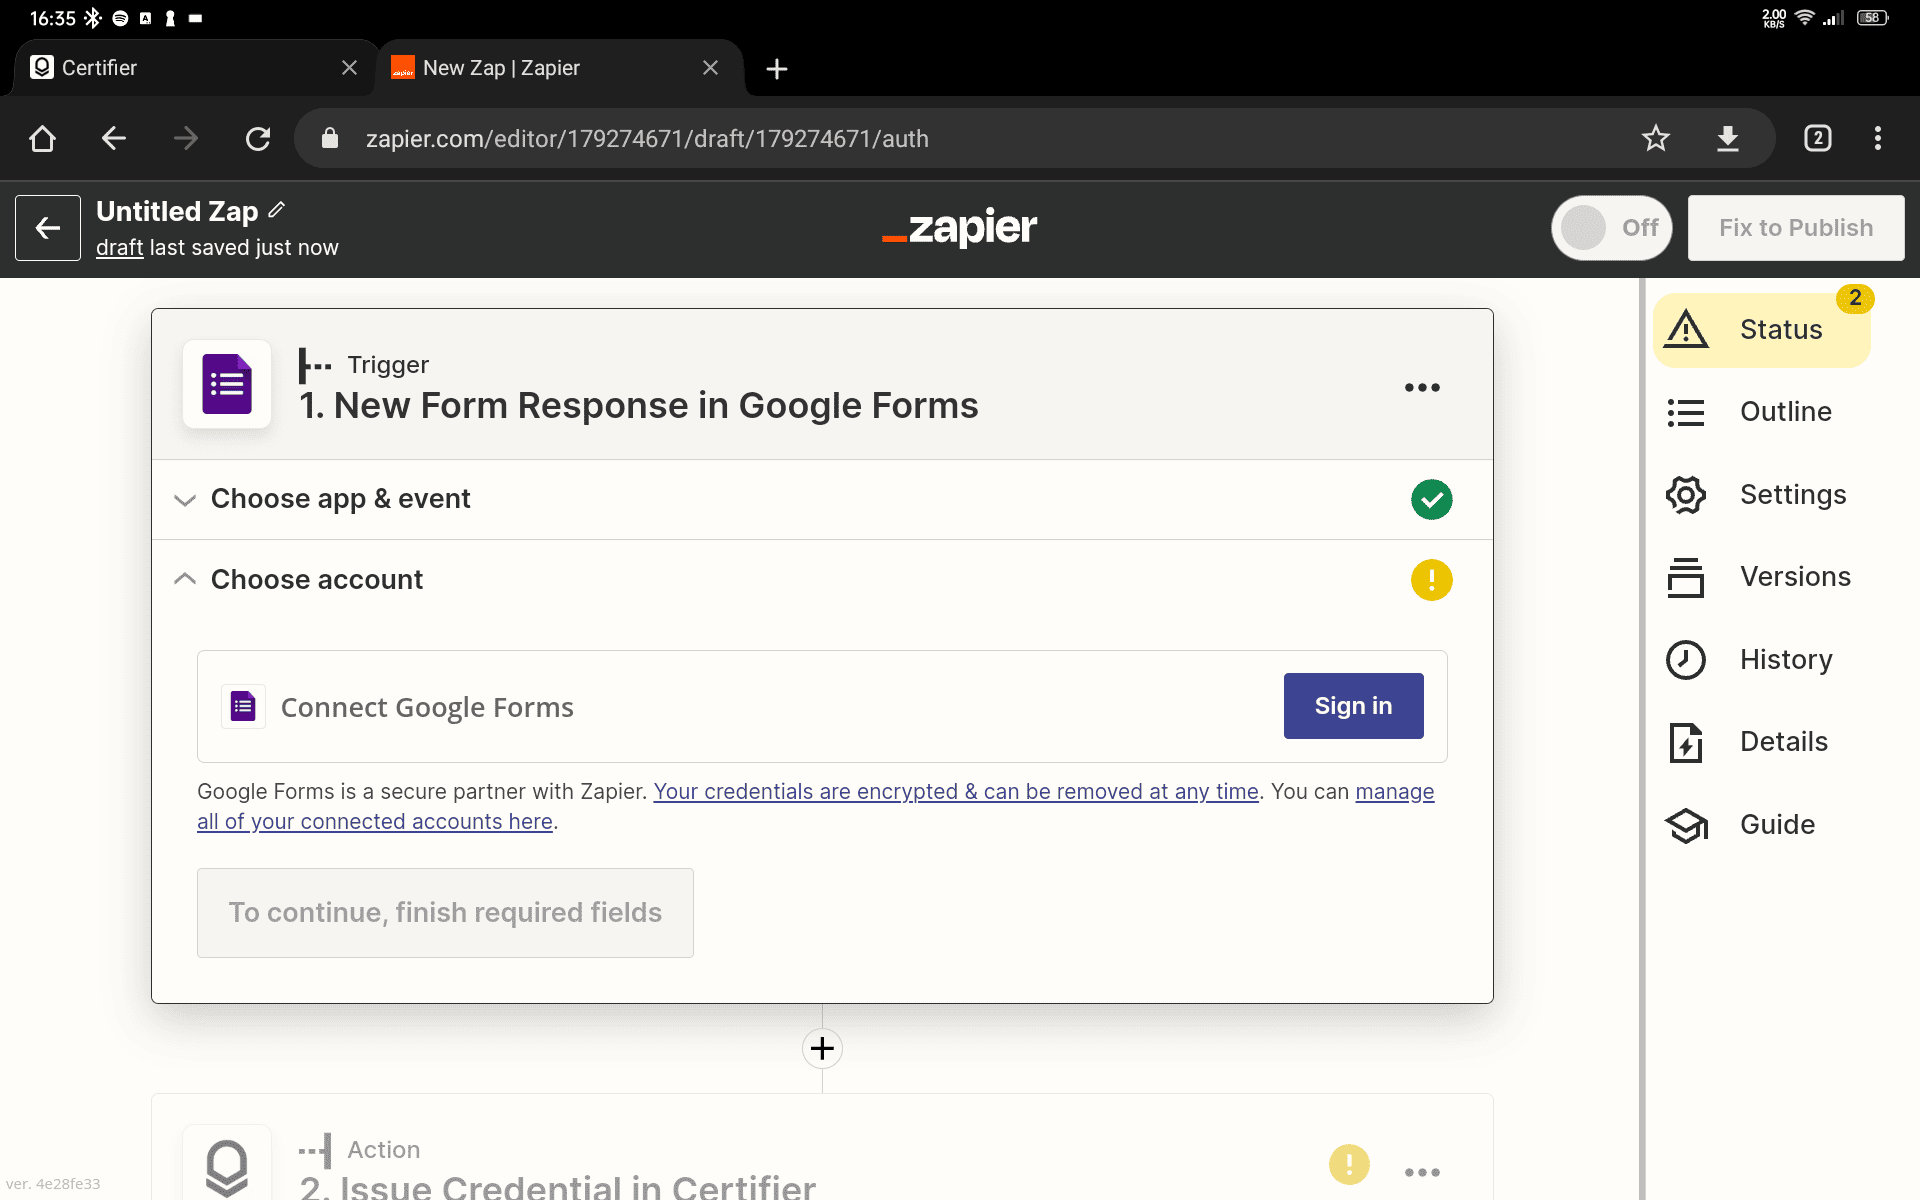 16:35
2.00
KB/S
58
Certifier
zapier
New Zap | Zapier
zapier.com/editor/179274671/draft/179274671/auth
2
Untitled Zap
draft last saved just now
_zapier
Off
Fix to Publish
2
Status
Outline
Settings
Versions
History
Details
Guide
Trigger
1. New Form Response in Google Forms
Choose app & event
Choose account
Connect Google Forms
Sign in
Google Forms is a secure partner with Zapier. Your credentials are encrypted & can be removed at any time. You can manage
all of your connected accounts here.
To continue, finish required fields
Action
2. Issue Credential in Certifier
ver. 4e28fe33